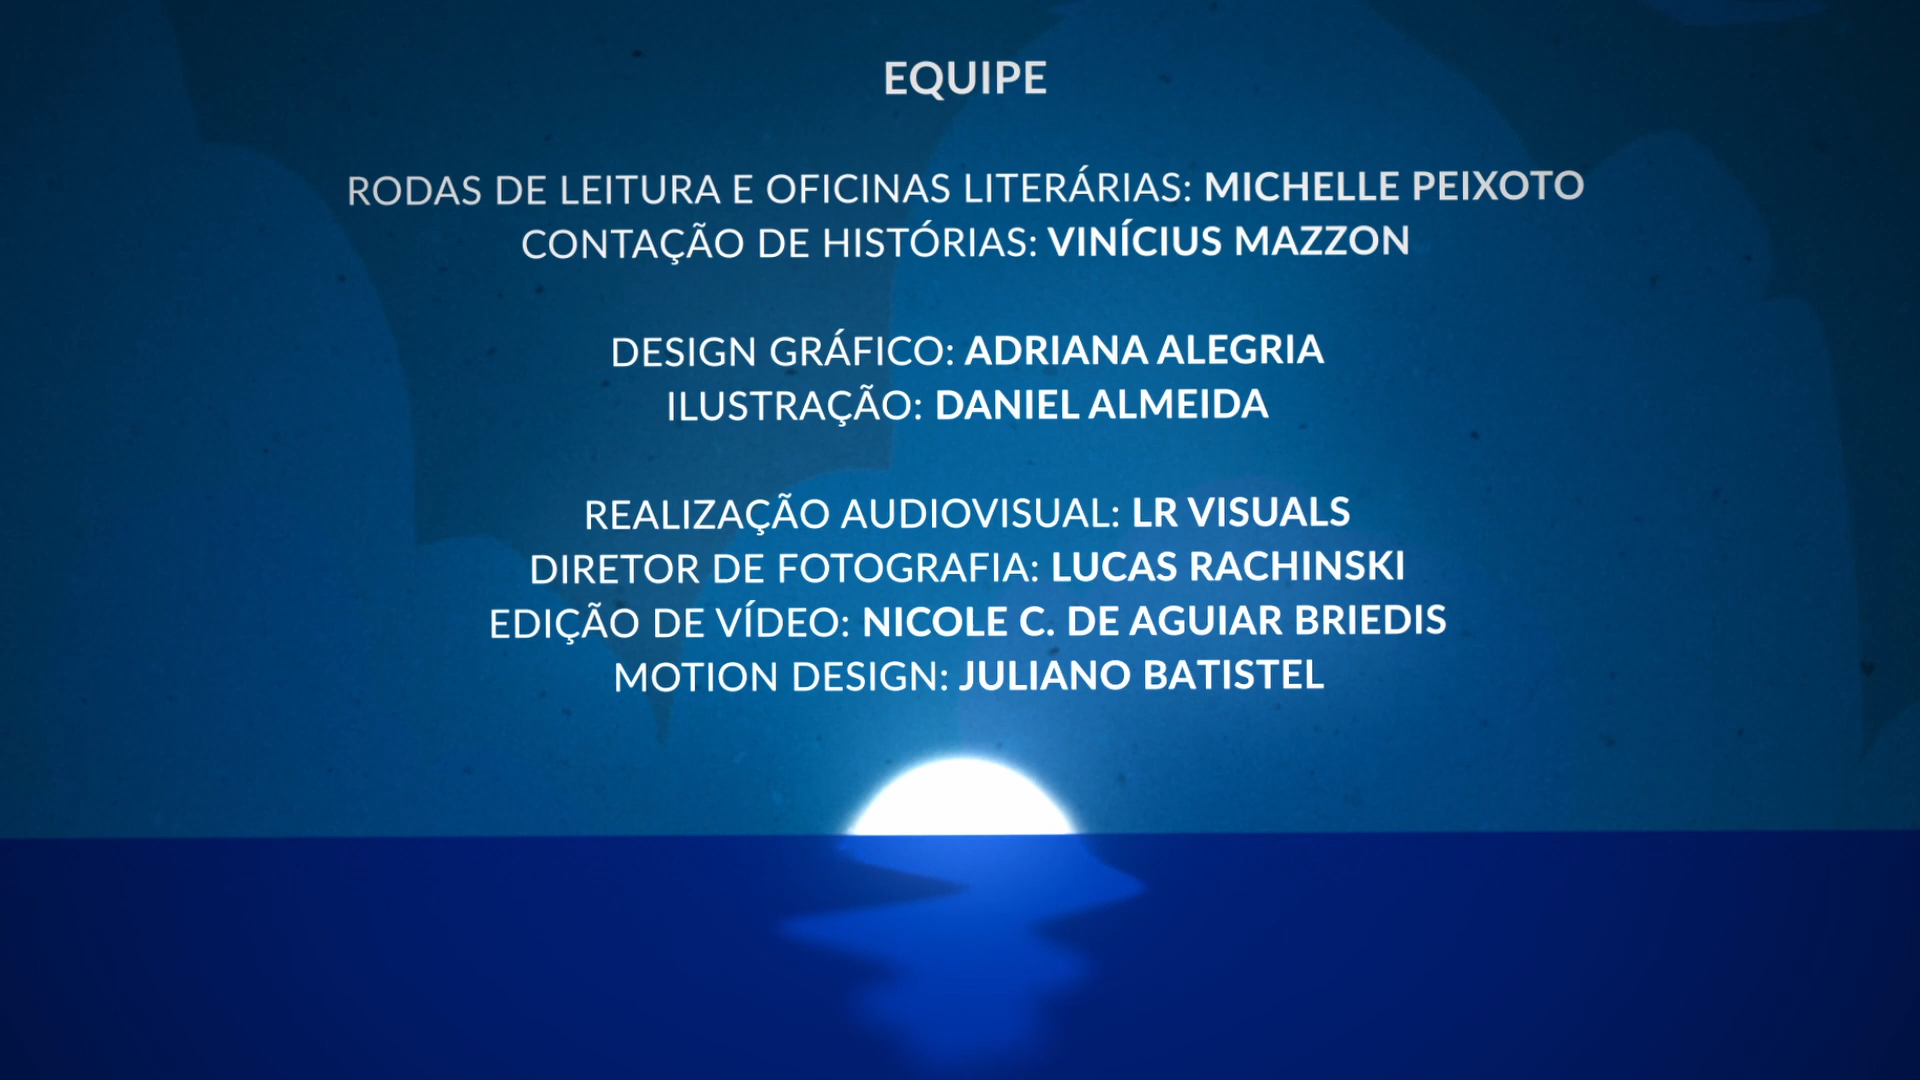 EQUIPE
RODAS DE LEITURA E OFICINAS LITERÁRIAS: MICHELLE PEIXOTO
CONTAÇÃO DE HISTÓRIAS: VINÍCIUS MAZZON
DESIGN GRÁFICO: ADRIANA ALEGRIA
ILUSTRAÇÃO: DANIEL ALMEIDA
REALIZAÇÃO AUDIOVISUAL: LR VISUALS
DIRETOR DE FOTOGRAFIA: LUCAS RACHINSKI
EDIÇÃO DE VÍDEO: NICOLE C. DE AGUIAR BRIEDIS
MOTION DESIGN: JULIANO BATISTEL